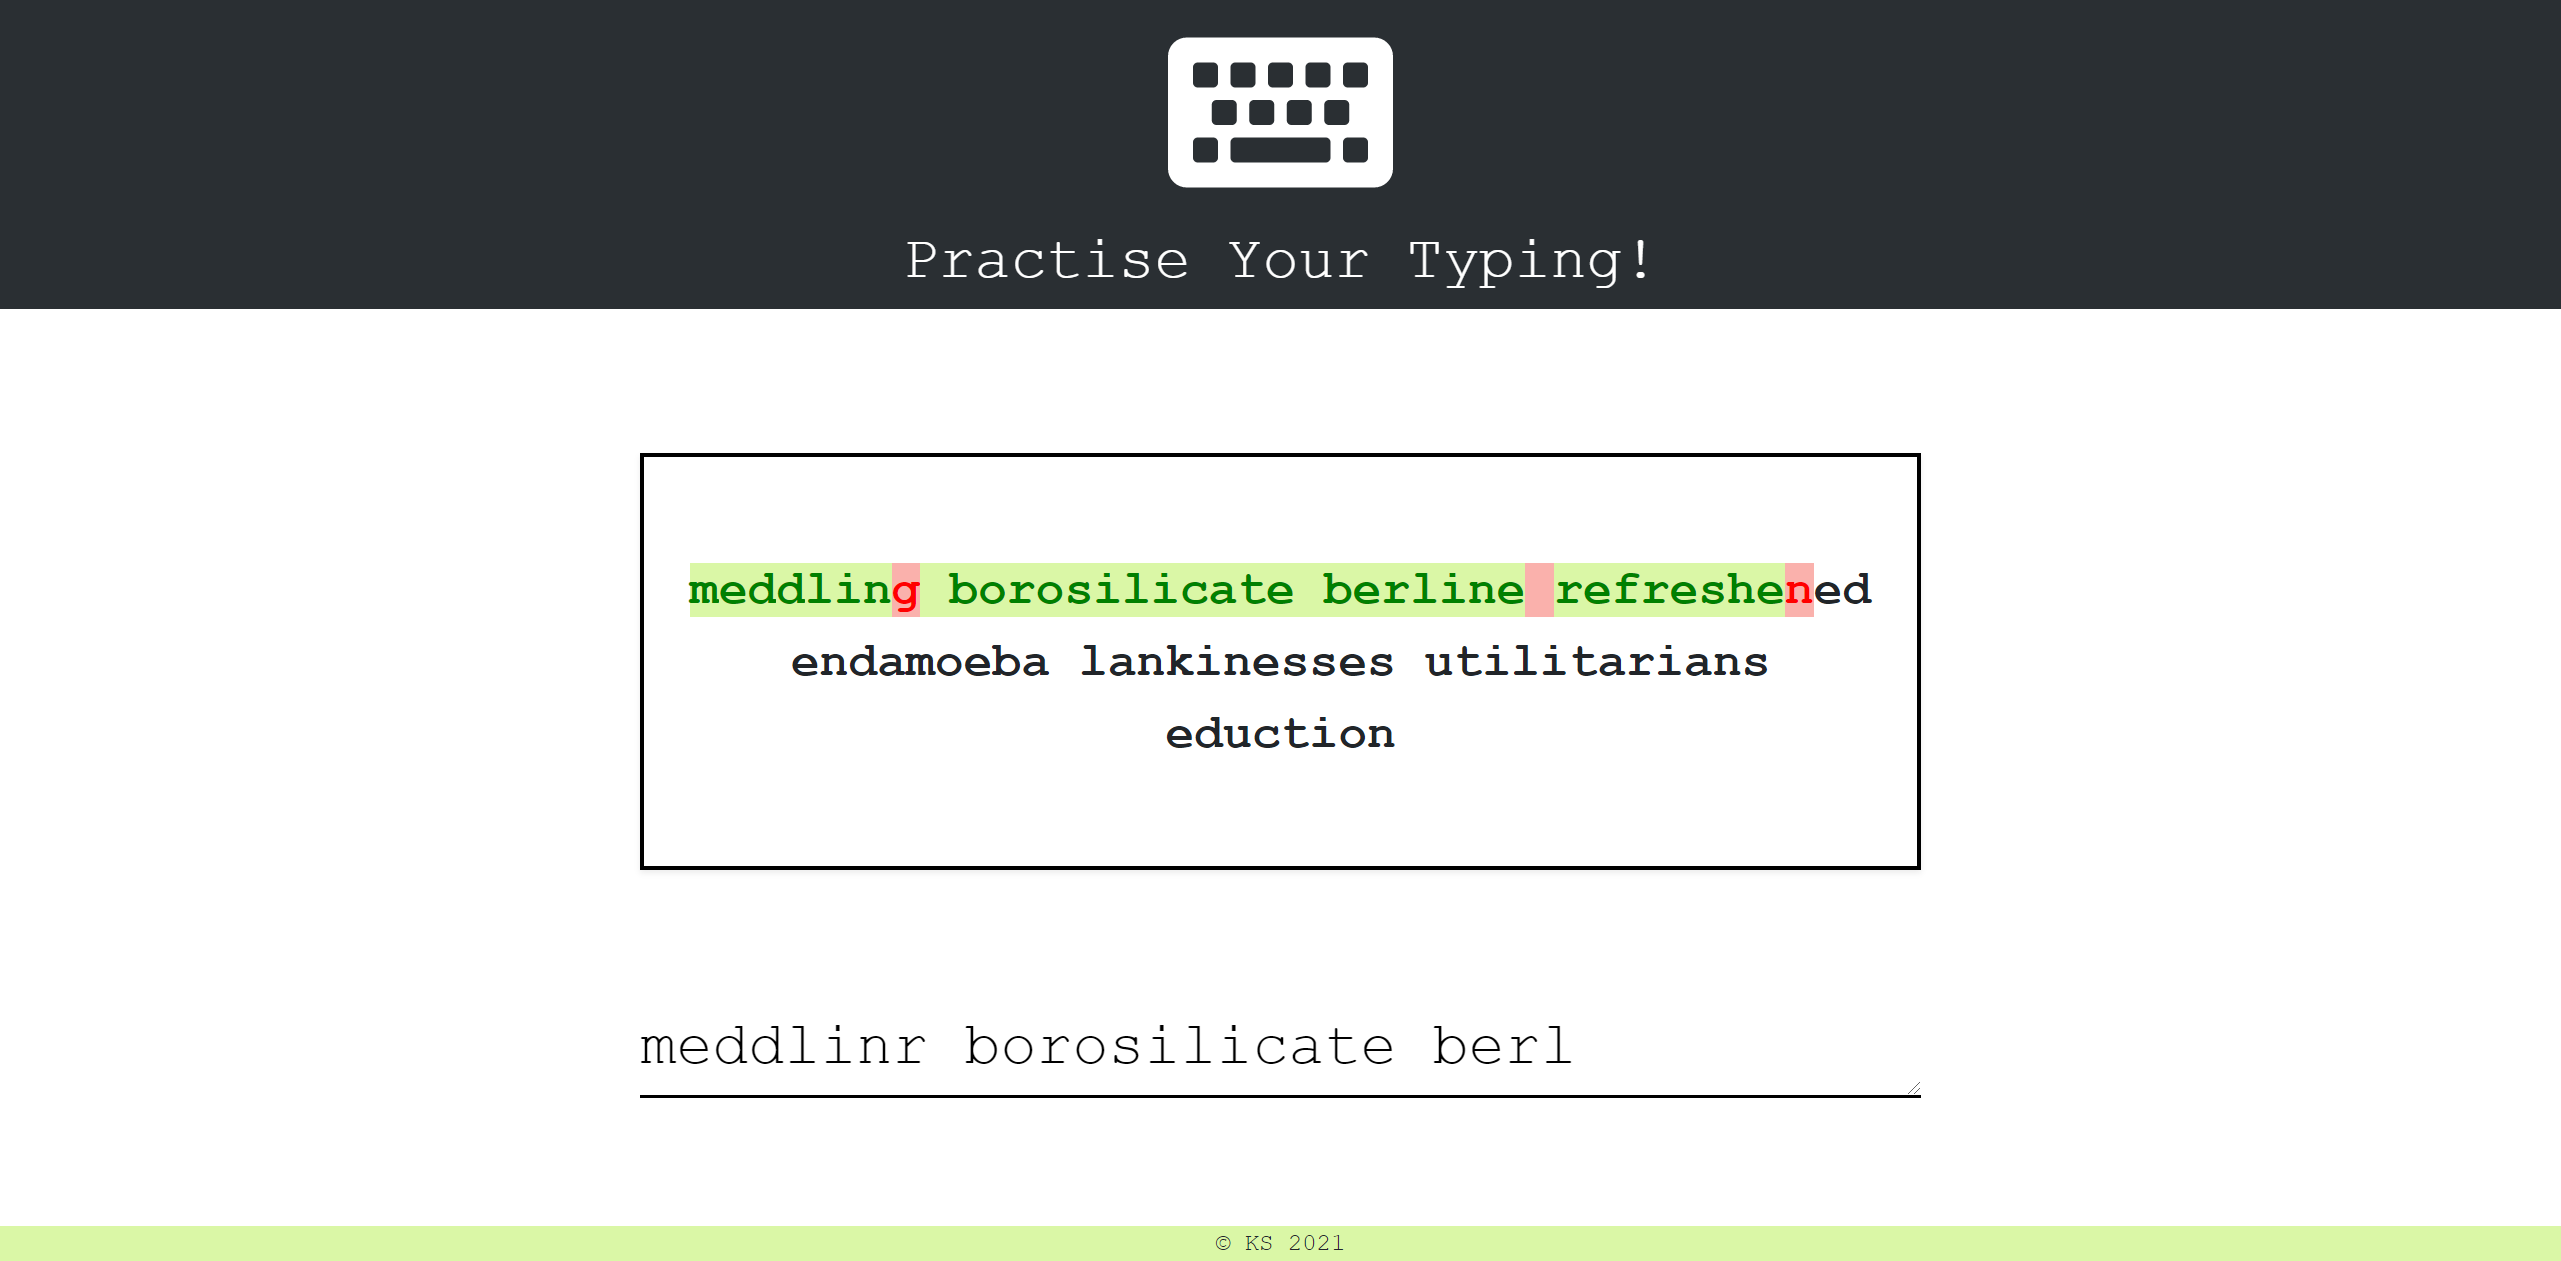 Practise Your Typing!
meddling borosilicate berline refreshened
endamoeba lankinesses utilitarians
eduction
meddlinr borosilicate berl
© KS 2021